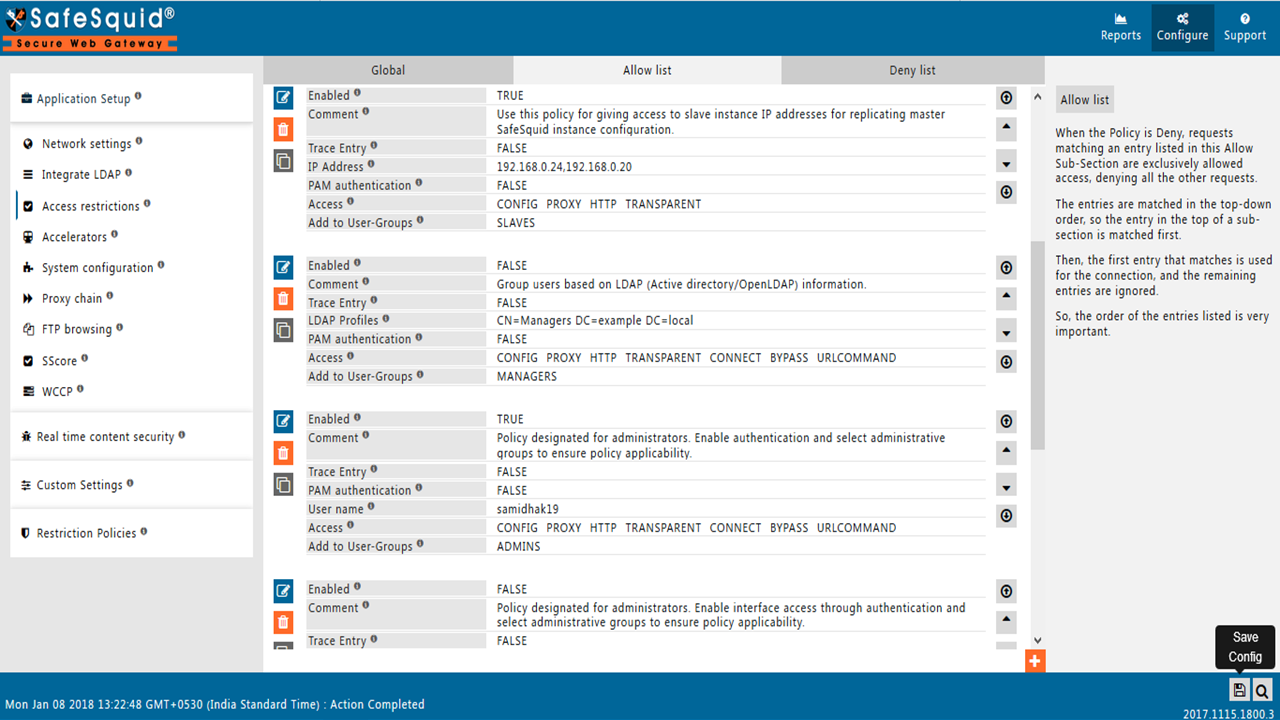 SafeSquid®
Secure Web Gateway
Reports
Configure
Support
Application Setup
Network settings
Integrate LDAP
Access restrictions
Accelerators
System configuration
Proxy chain
FTP browsing
SScore
WCCP
Real time content security
Custom Settings
Restriction Policies
Global
Allow list
Deny list
Enabled TRUE
Comment Use this policy for giving access to slave instance IP addresses for replicating master
SafeSquid instance configuration.
Trace Entry FALSE
IP Address 192.168.0.24,192.168.0.20
PAM authentication FALSE
Access CONFIG PROXY HTTP TRANSPARENT
Add to User-Groups SLAVES
Enabled FALSE
Comment Group users based on LDAP (Active directory/OpenLDAP) information.
Trace Entry FALSE
LDAP Profiles CN=Managers DC=example DC=local
PAM authentication FALSE
Access CONFIG PROXY HTTP TRANSPARENT CONNECT BYPASS URLCOMMAND
Add to User-Groups MANAGERS
Enabled TRUE
Comment Policy designated for administrators. Enable authentication and select administrative
groups to ensure policy applicability.
Trace Entry FALSE
PAM authentication FALSE
User name samidhak19
Access CONFIG PROXY HTTP TRANSPARENT CONNECT BYPASS URLCOMMAND
Add to User-Groups ADMINS
Enabled FALSE
Comment Policy designated for administrators. Enable interface access through authentication and
select administrative groups to ensure policy applicability.
Trace Entry FALSE
Allow list
When the Policy is Deny, requests
matching an entry listed in this Allow
Sub-Section are exclusively allowed
access, denying all the other requests.
The entries are matched in the top-down
order, so the entry in the top of a sub-
section is matched first.
Then, the first entry that matches is used
for the connection, and the remaining
entries are ignored.
So, the order of the entries listed is very
important.
Save
Config
Mon Jan 08 2018 13:22:48 GMT+0530 (India Standard Time) : Action Completed
2017.1115.1800.3